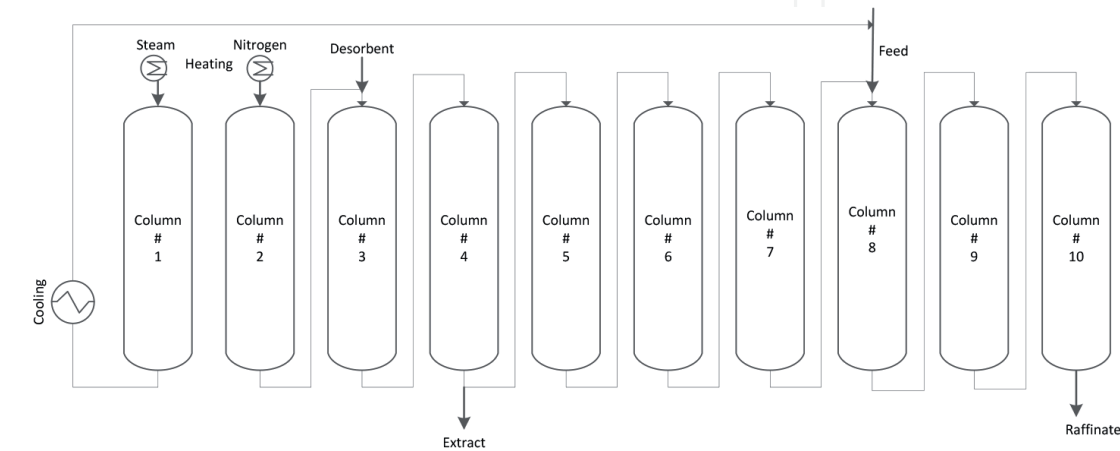 Steam
Heating
Nitrogen
Desorbent
Feed
Column
#
1
Column
#
2
Column
#
3
Column
#
4
Column
#
5
Column
#
6
Column
#
7
Column
#
8
Column
#
9
Column
#
10
Cooling
Extract
Raffinate